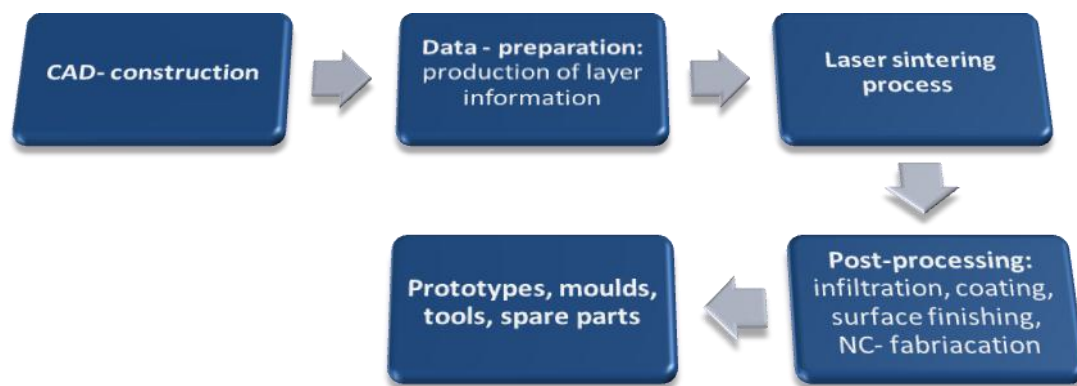 CAD- construction
Data - preparation:
production of layer
information
Laser sintering
process
Post-processing:
infiltration, coating,
surface finishing,
NC- fabriacation
Prototypes, moulds,
tools, spare parts